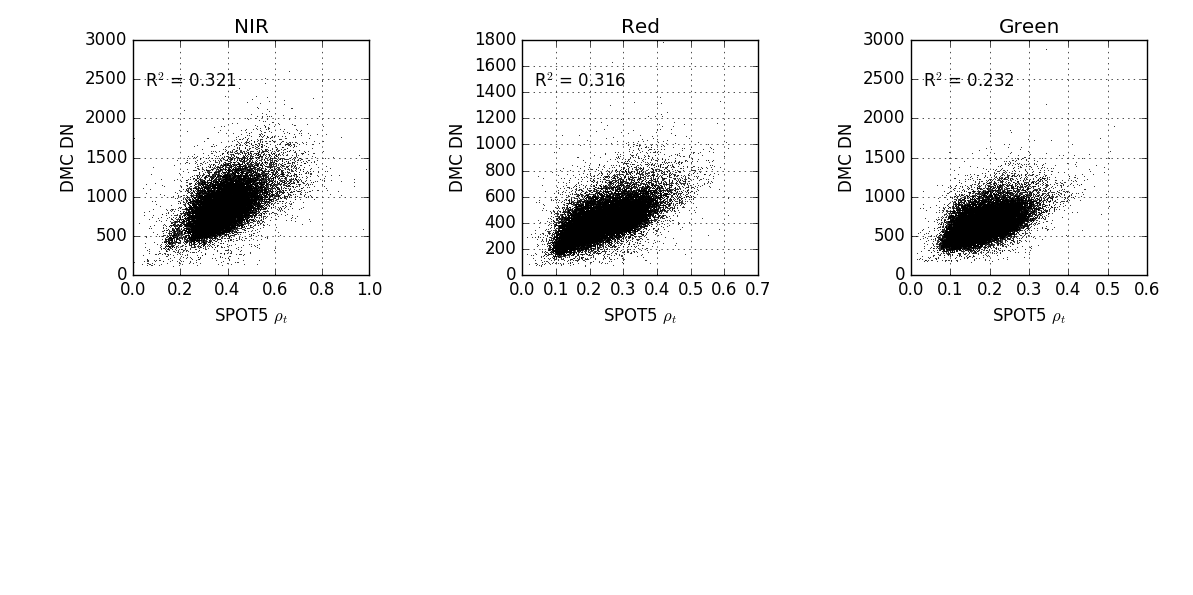 NIR
3000
2500
2000
1500
1000
500
0
R² = 0.321
DMC DN
0.0 0.2 0.4 0.6 0.8 1.0
SPOT5 ρₜ
Red
1800
1600
1400
1200
1000
800
600
400
200
0
R² = 0.316
DMC DN
0.0 0.1 0.2 0.3 0.4 0.5 0.6 0.7
SPOT5 ρₜ
Green
3000
2500
2000
1500
1000
500
0
R² = 0.232
DMC DN
0.0 0.1 0.2 0.3 0.4 0.5 0.6
SPOT5 ρₜ